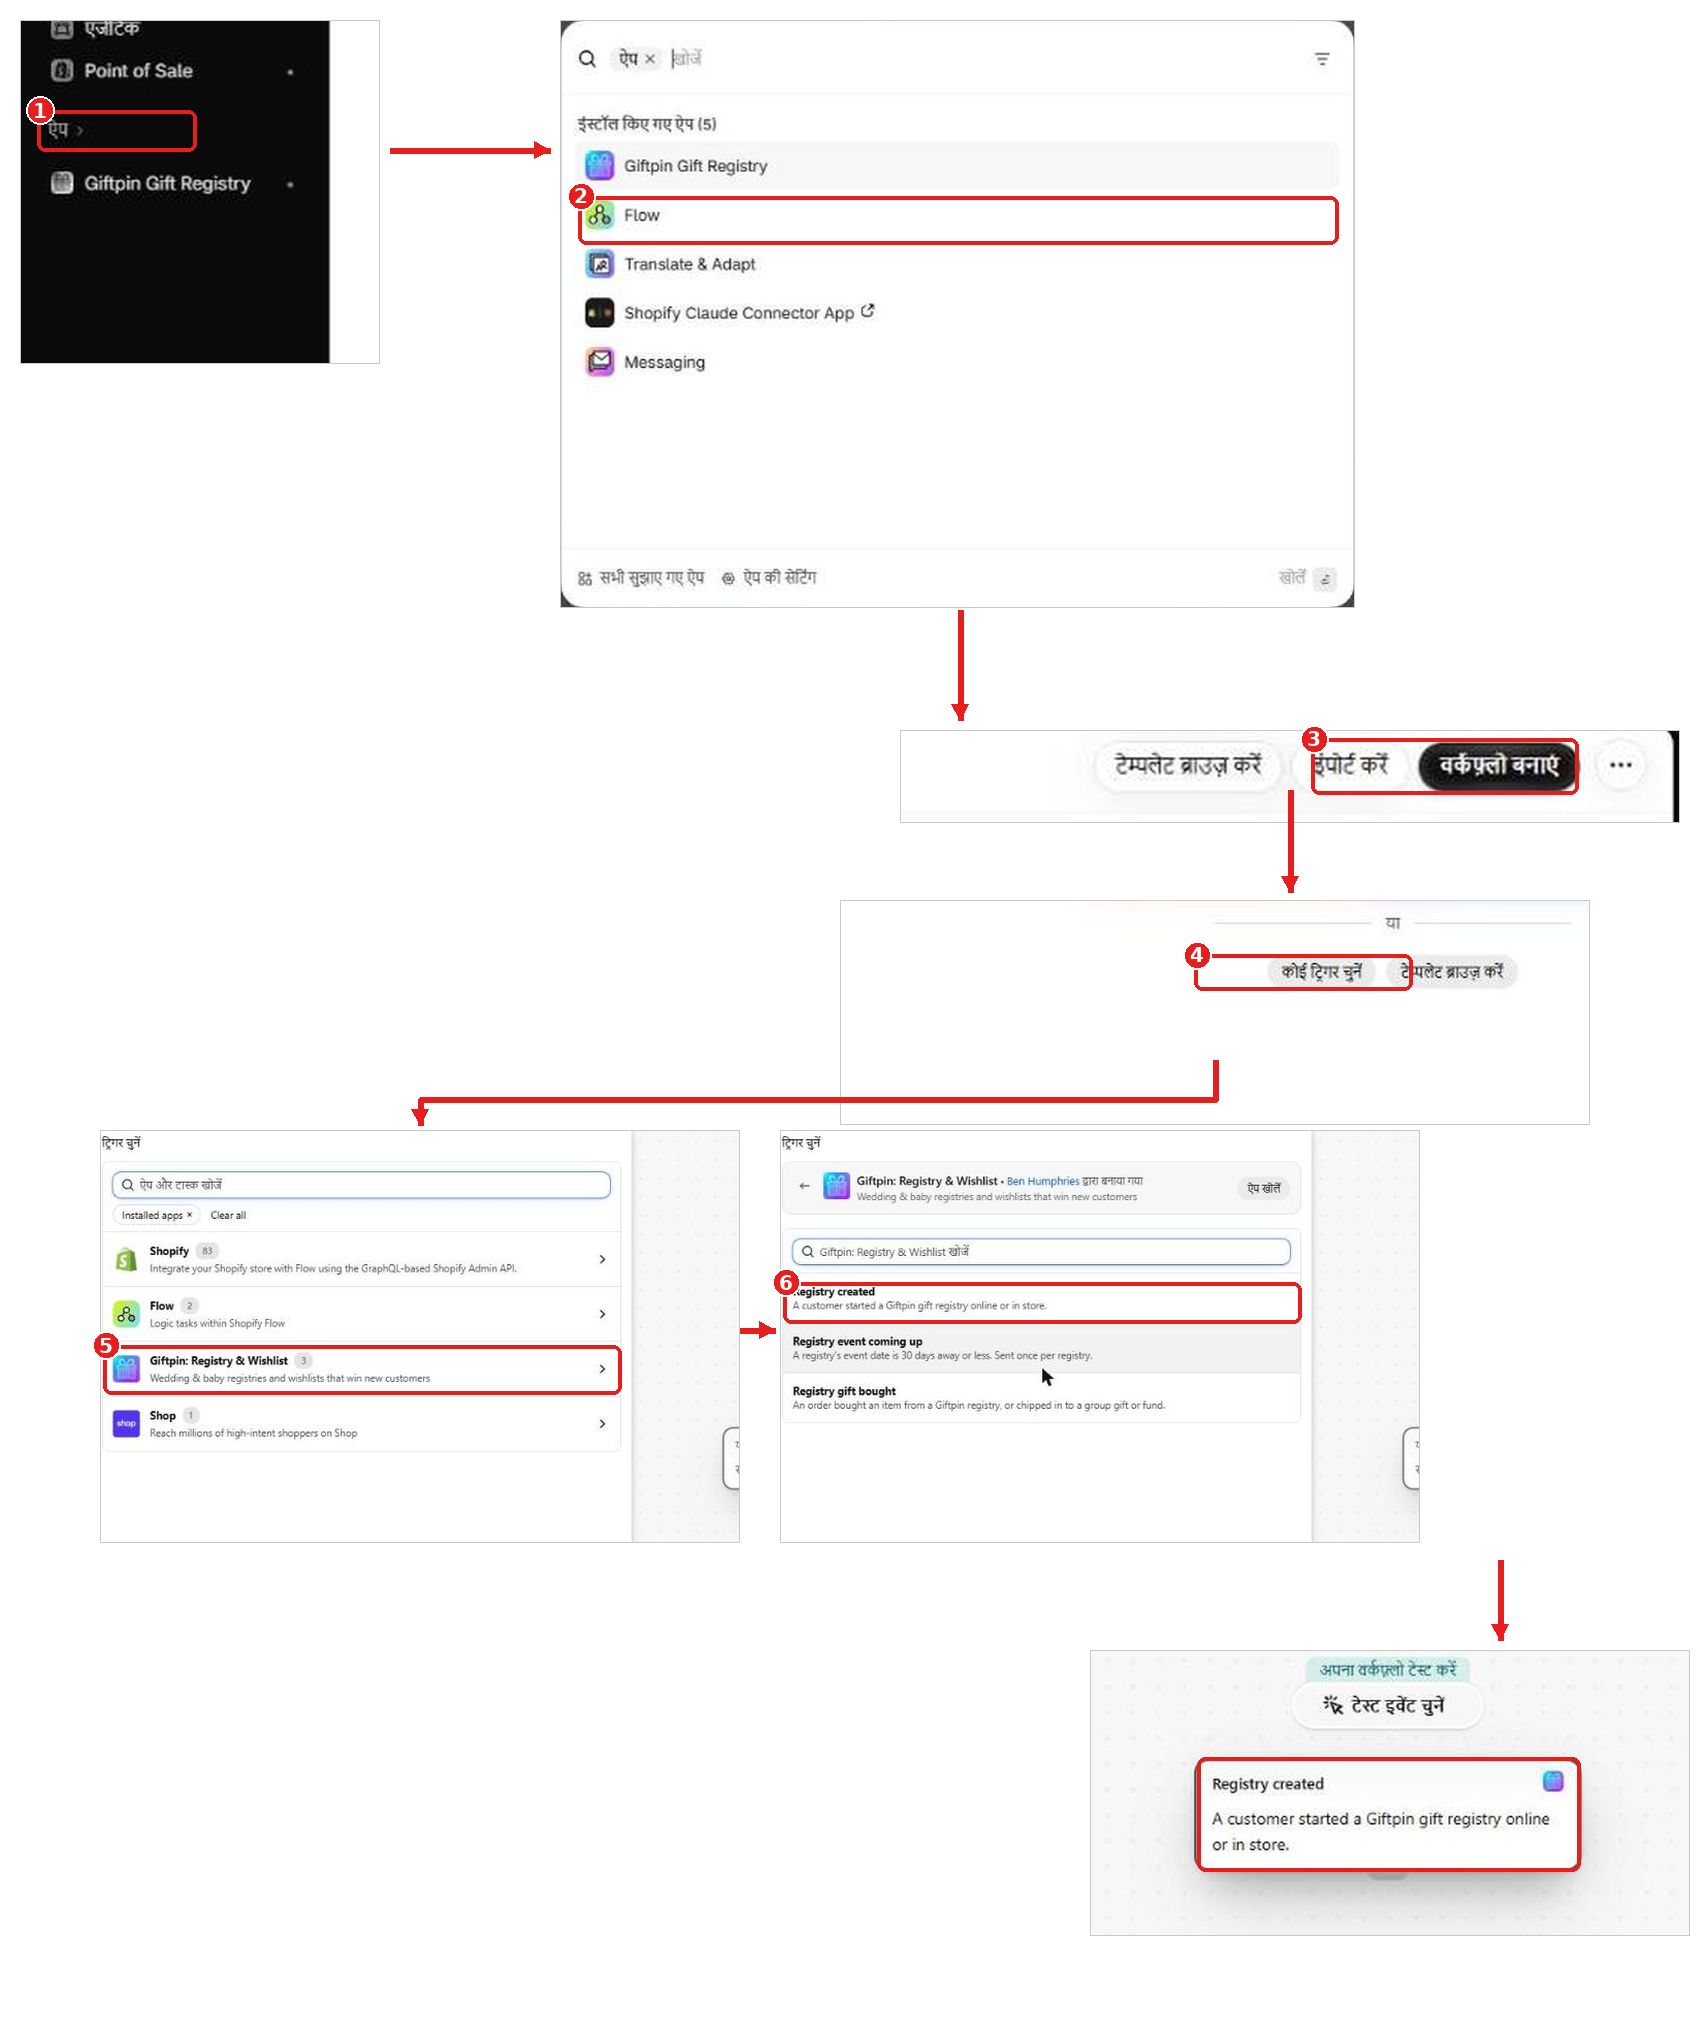 एजेंटिक
Point of Sale
1
ऐप
Giftpin Gift Registry
ऐप × खोजें
इंस्टॉल किए गए ऐप (5)
Giftpin Gift Registry
2
Flow
Translate & Adapt
Shopify Claude Connector App
Messaging
सभी सुझाए गए ऐप ऐप की सेटिंग खोलें
3
टेम्पलेट ब्राउज़ करें इंपोर्ट करें वर्कफ़्लो बनाएं
या
4
कोई ट्रिगर चुनें टेम्पलेट ब्राउज़ करें
ट्रिगर चुनें
ऐप और टास्क खोजें
Installed apps × Clear all
Shopify 83
Integrate your Shopify store with Flow using the GraphQL-based Shopify Admin API.
Flow 2
Logic tasks within Shopify Flow
5
Giftpin: Registry & Wishlist 3
Wedding & baby registries and wishlists that win new customers
Shop 1
shop
Reach millions of high-intent shoppers on Shop
ट्रिगर चुनें
Giftpin: Registry & Wishlist • Ben Humphries द्वारा बनाया गया
Wedding & baby registries and wishlists that win new customers
ऐप खोलें
Giftpin: Registry & Wishlist खोजें
6
Registry created
A customer started a Giftpin gift registry online or in store.
Registry event coming up
A registry's event date is 30 days away or less. Sent once per registry.
Registry gift bought
An order bought an item from a Giftpin registry, or chipped in to a group gift or fund.
अपना वर्कफ़्लो टेस्ट करें
टेस्ट इवेंट चुनें
Registry created
A customer started a Giftpin gift registry online
or in store.